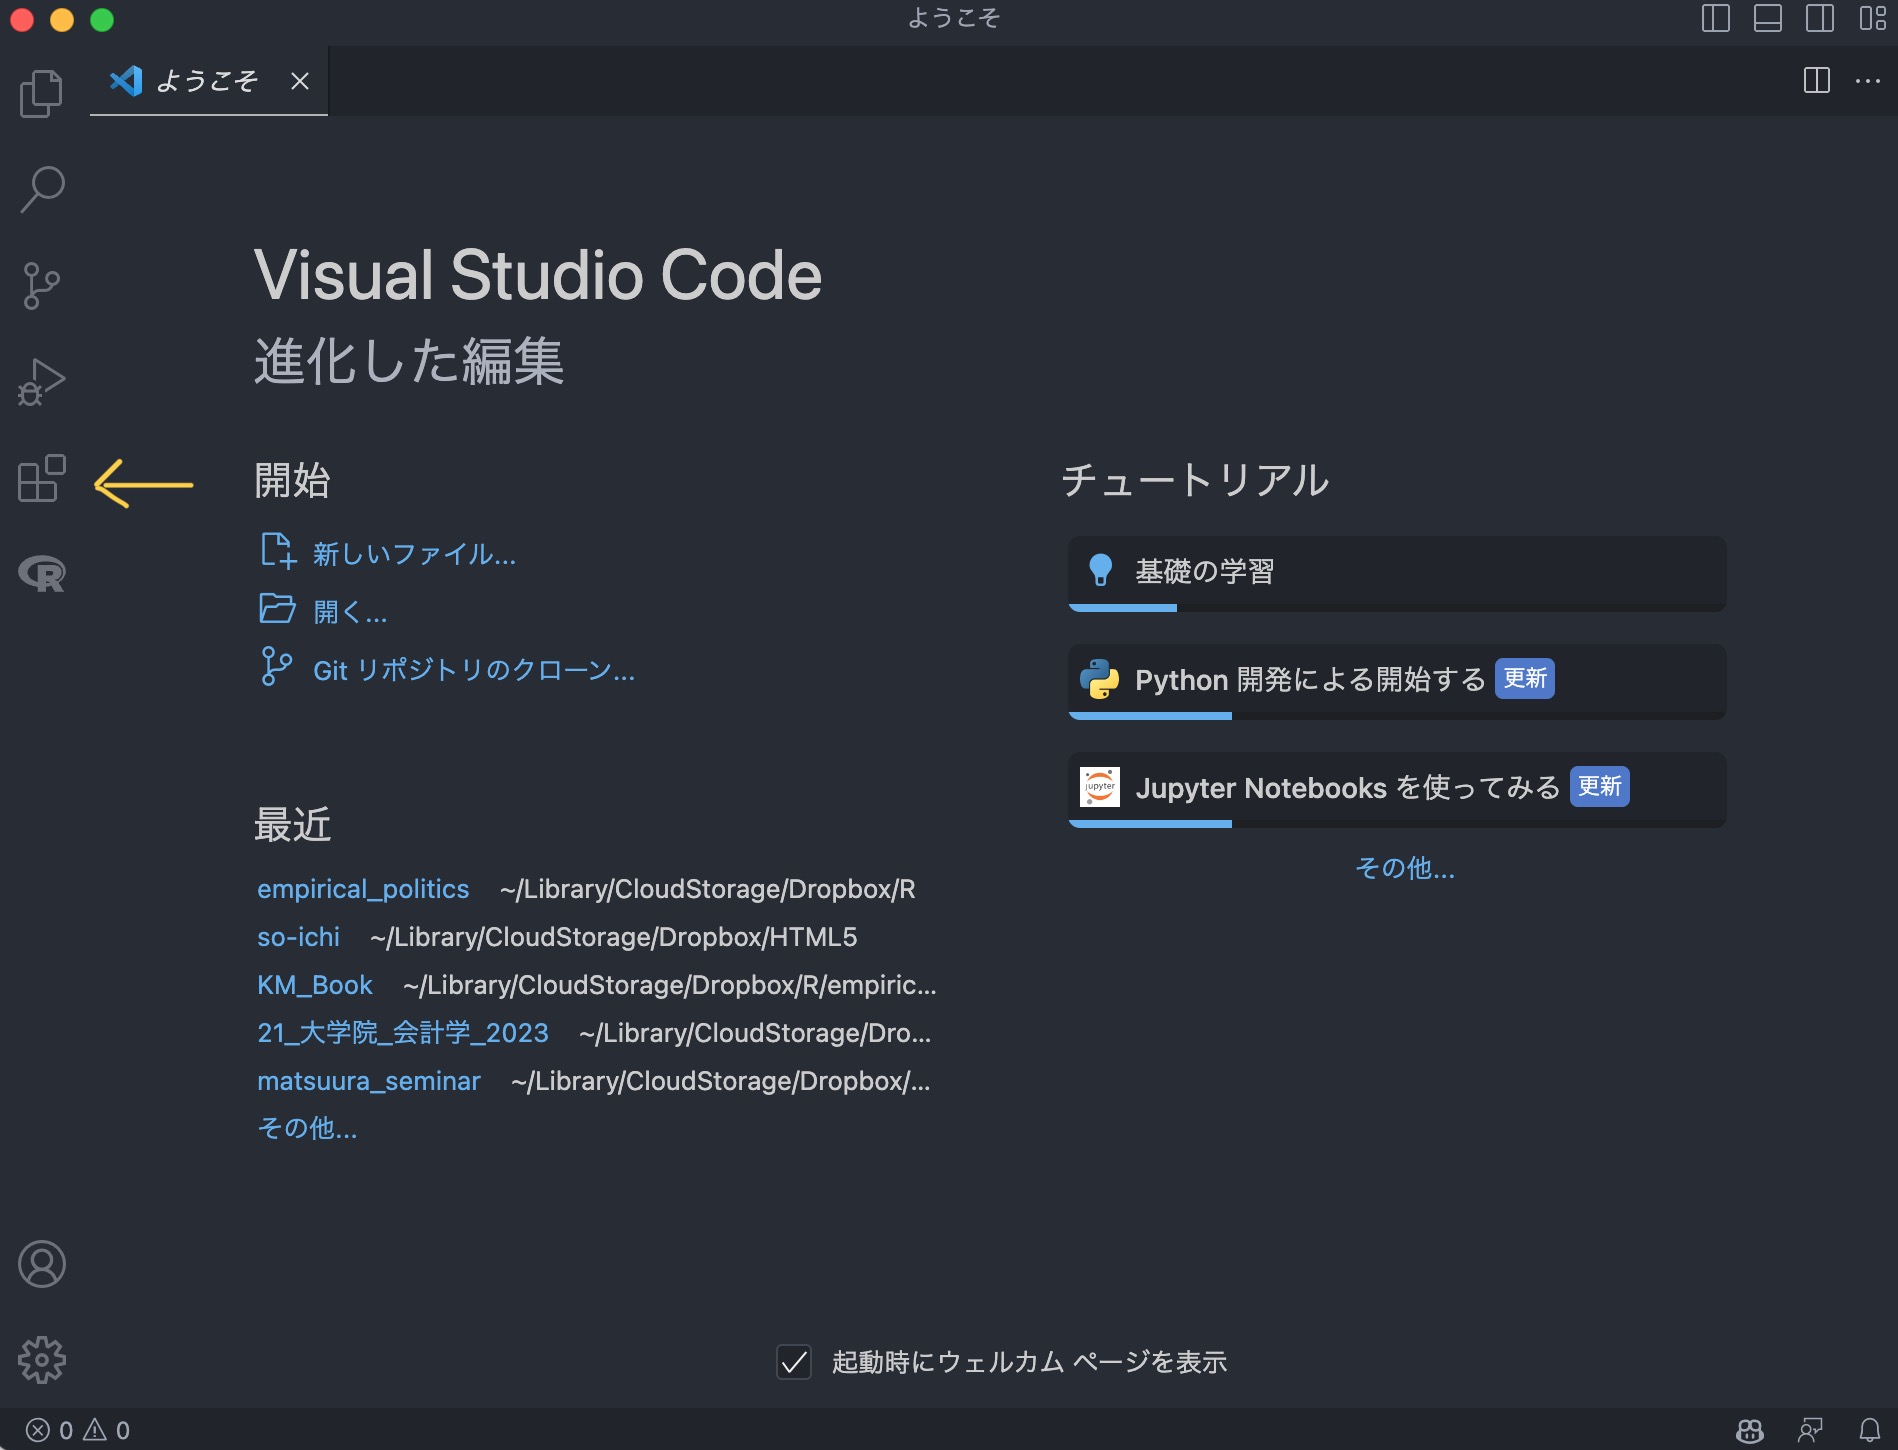 ようこそ
ようこそ
Visual Studio Code
進化した編集
開始
新しいファイル...
開く...
Git リポジトリのクローン...
最近
empirical_politics ~/Library/CloudStorage/Dropbox/R
so-ichi ~/Library/CloudStorage/Dropbox/HTML5
KM_Book ~/Library/CloudStorage/Dropbox/R/empiric...
21_大学院_会計学_2023 ~/Library/CloudStorage/Dro...
matsuura_seminar ~/Library/CloudStorage/Dropbox/...
その他...
チュートリアル
基礎の学習
Python 開発による開始する 更新
jupyter
Jupyter Notebooks を使ってみる 更新
その他...
R
起動時にウェルカム ページを表示
0 0